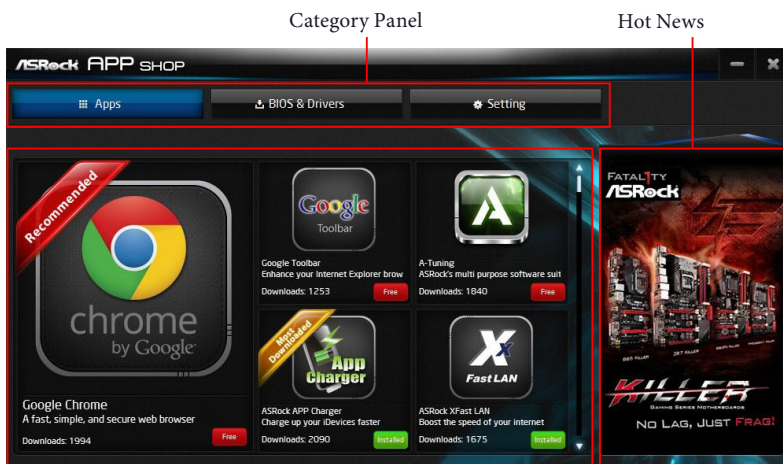 Category Panel
Hot News
ASRock APP SHOP
Apps
BIOS & Drivers
Setting
Recommended
chrome
by Google
Google Chrome
A fast, simple, and secure web browser
Downloads: 1994
Free
Google
Toolbar
Google Toolbar
Enhance your Internet Explorer brow
Downloads: 1253
Free
A-Tuning
ASRock's multi purpose software suit
Downloads: 1840
Free
Most
Downloaded
App
Charger
ASRock APP Charger
Charge up your iDevices faster
Downloads: 2090
Installed
Fast LAN
ASRock XFast LAN
Boost the speed of your internet
Downloads: 1675
Installed
FATAL1TY
ASRock
Z87 KILLER
KILLER
GAMING SERIES MOTHERBOARDS
NO LAG, JUST FRAG!